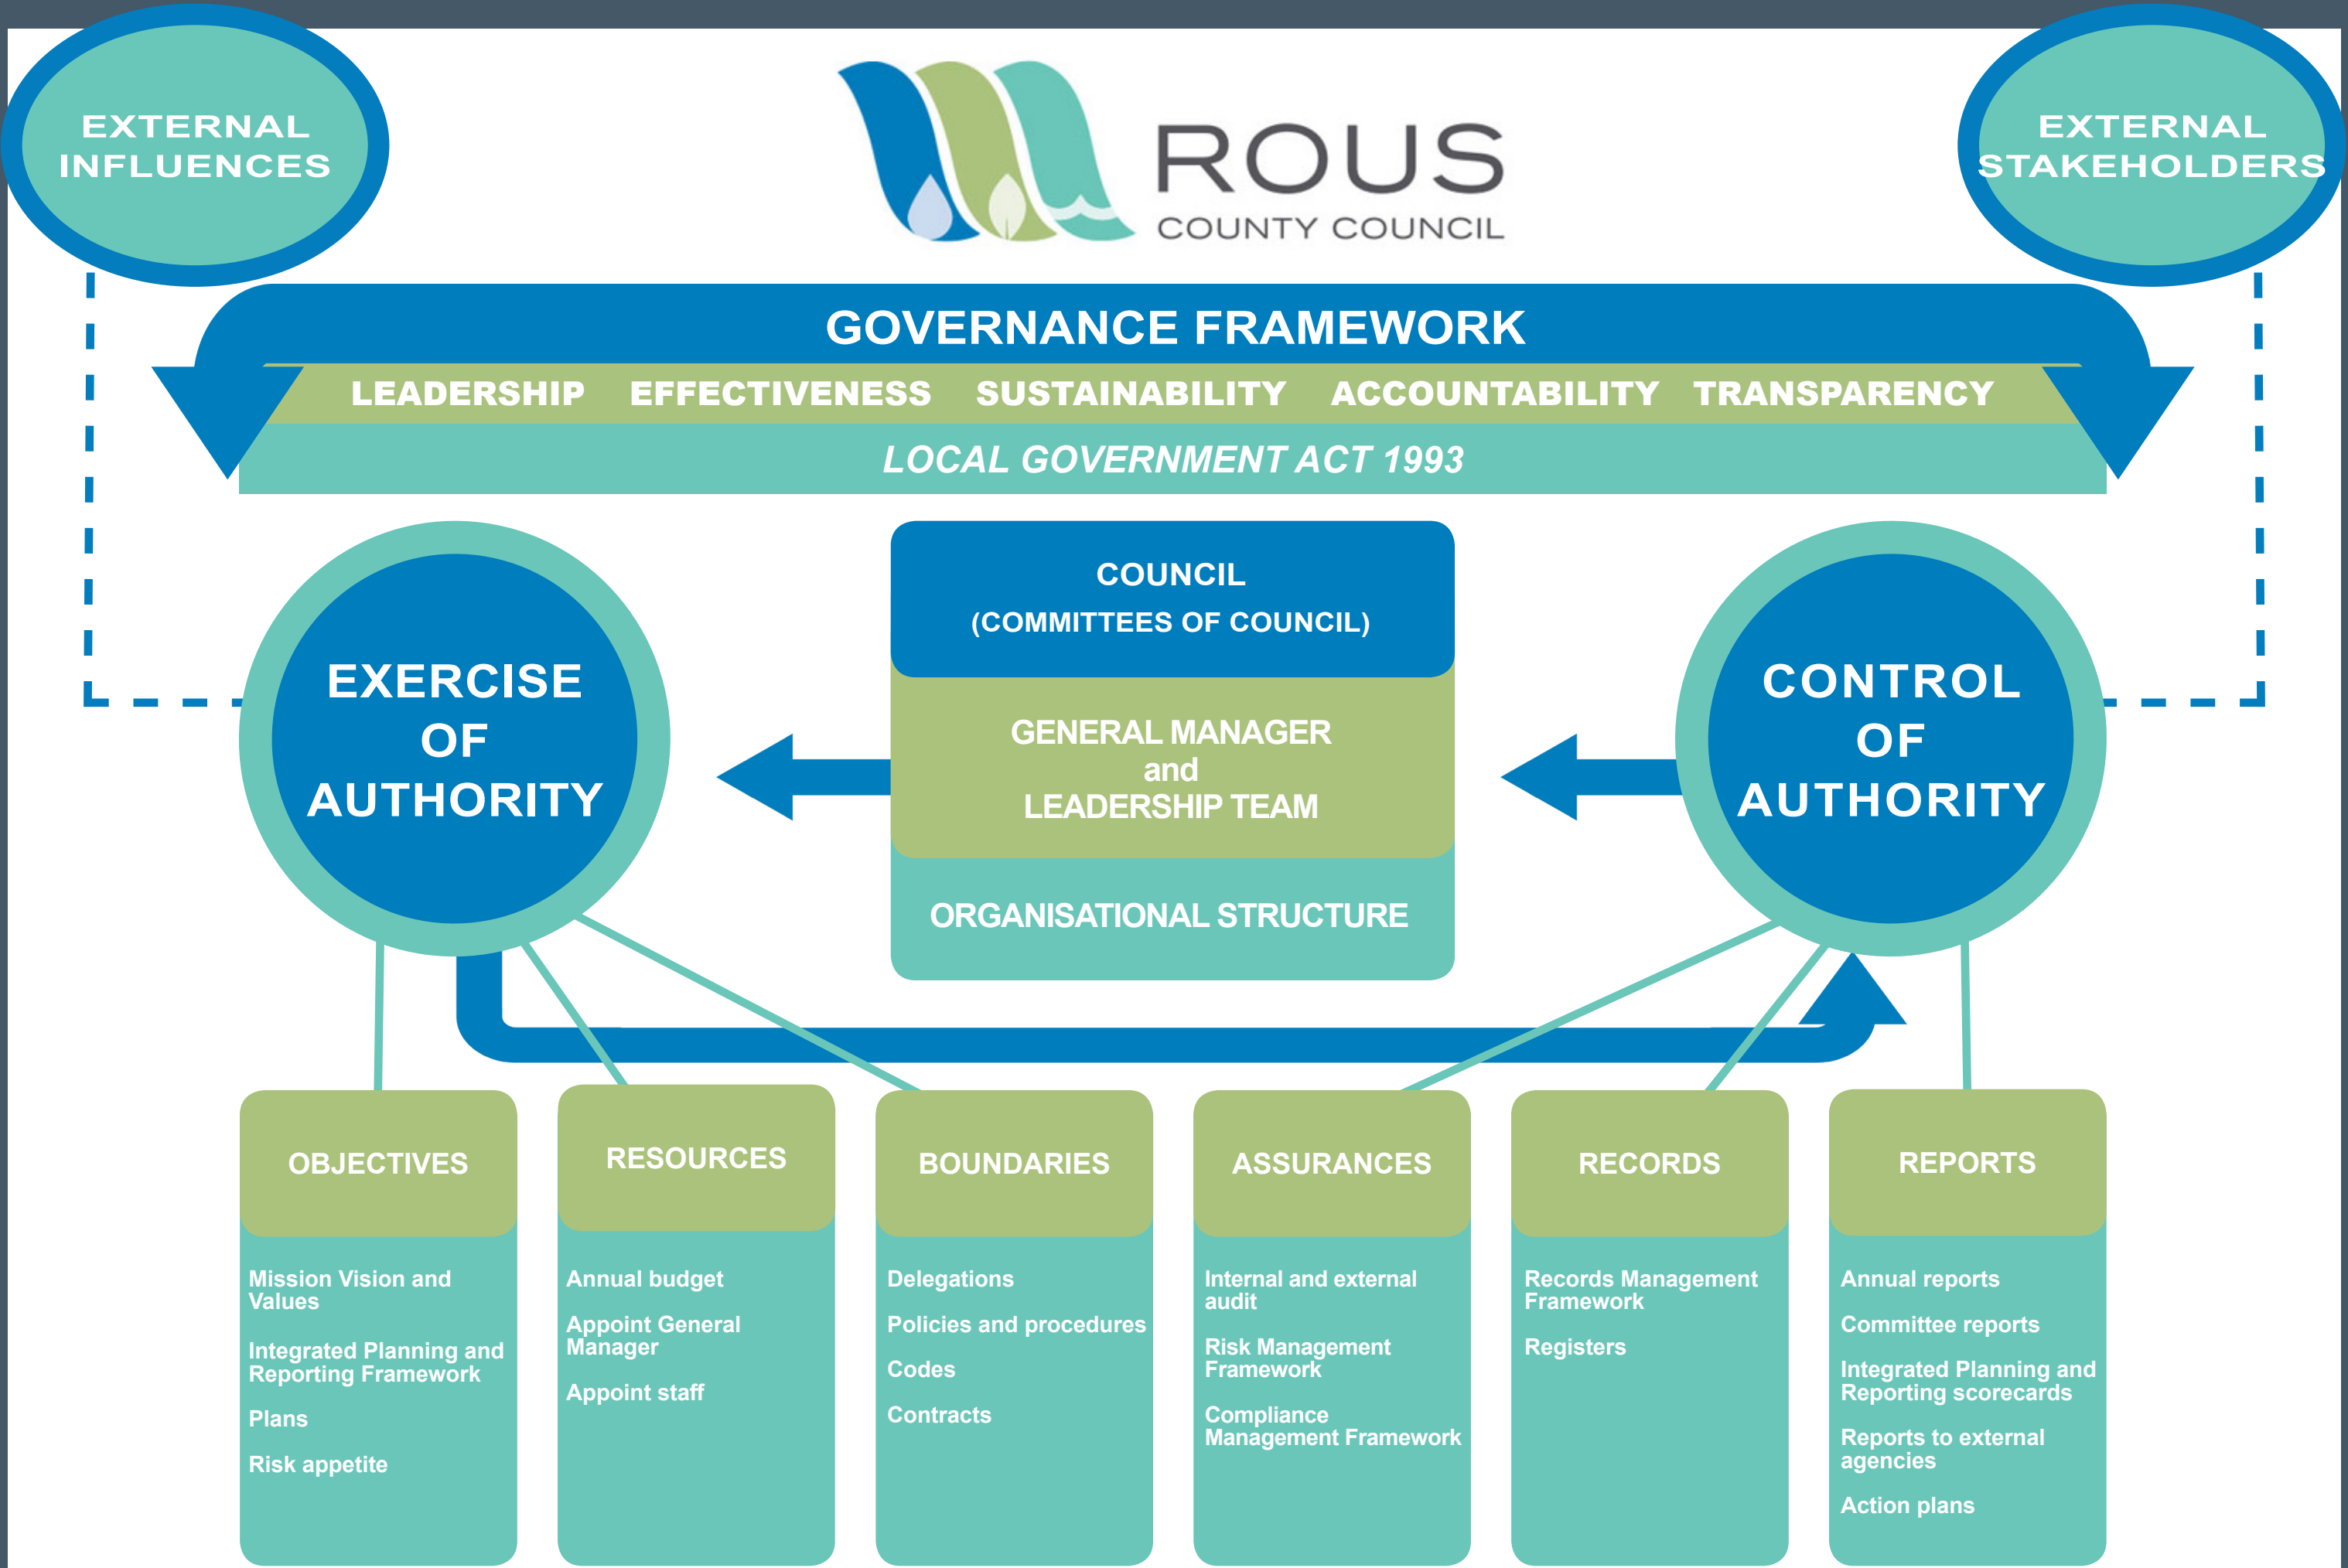 EXTERNAL
INFLUENCES
ROUS
COUNTY COUNCIL
EXTERNAL
STAKEHOLDERS
GOVERNANCE FRAMEWORK
LEADERSHIP EFFECTIVENESS SUSTAINABILITY ACCOUNTABILITY TRANSPARENCY
LOCAL GOVERNMENT ACT 1993
EXERCISE
OF
AUTHORITY
COUNCIL
(COMMITTEES OF COUNCIL)
GENERAL MANAGER
and
LEADERSHIP TEAM
ORGANISATIONAL STRUCTURE
CONTROL
OF
AUTHORITY
OBJECTIVES
Mission Vision and
Values
Integrated Planning and
Reporting Framework
Plans
Risk appetite
RESOURCES
Annual budget
Appoint General
Manager
Appoint staff
BOUNDARIES
Delegations
Policies and procedures
Codes
Contracts
ASSURANCES
Internal and external
audit
Risk Management
Framework
Compliance
Management Framework
RECORDS
Records Management
Framework
Registers
REPORTS
Annual reports
Committee reports
Integrated Planning and
Reporting scorecards
Reports to external
agencies
Action plans